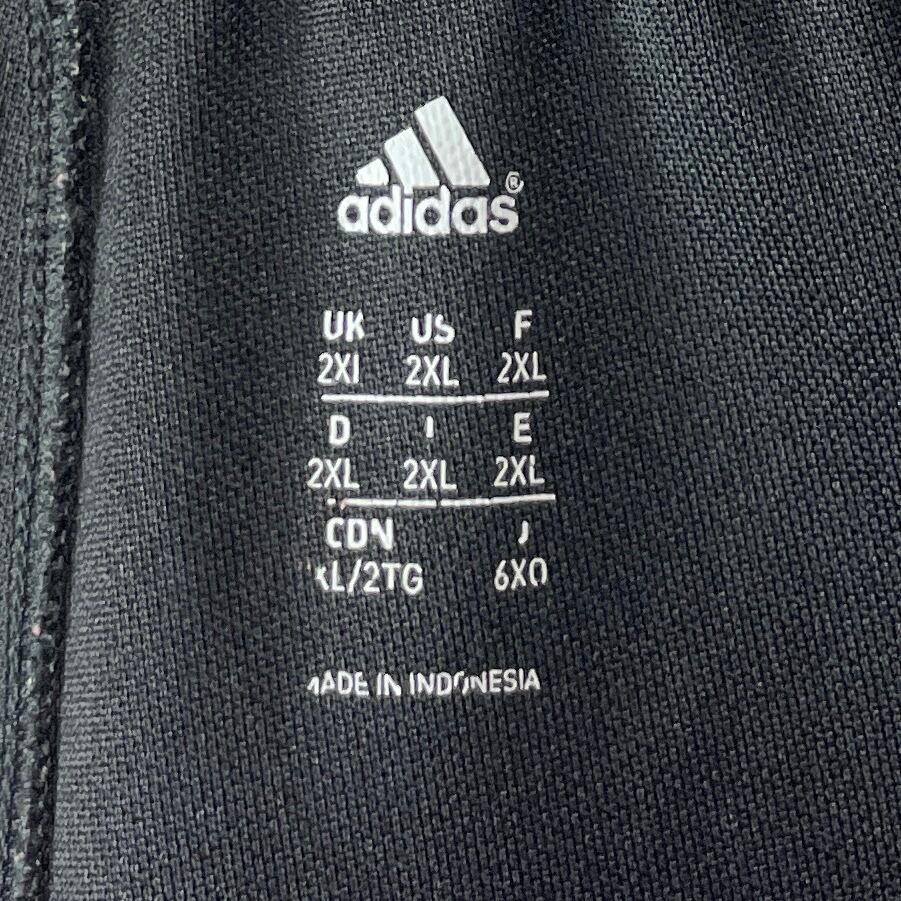 adidas®
UK US F
2XL 2XL 2XL
D I E
2XL 2XL 2XL
CDN J
XL/2TG 6XO
MADE IN INDONESIA